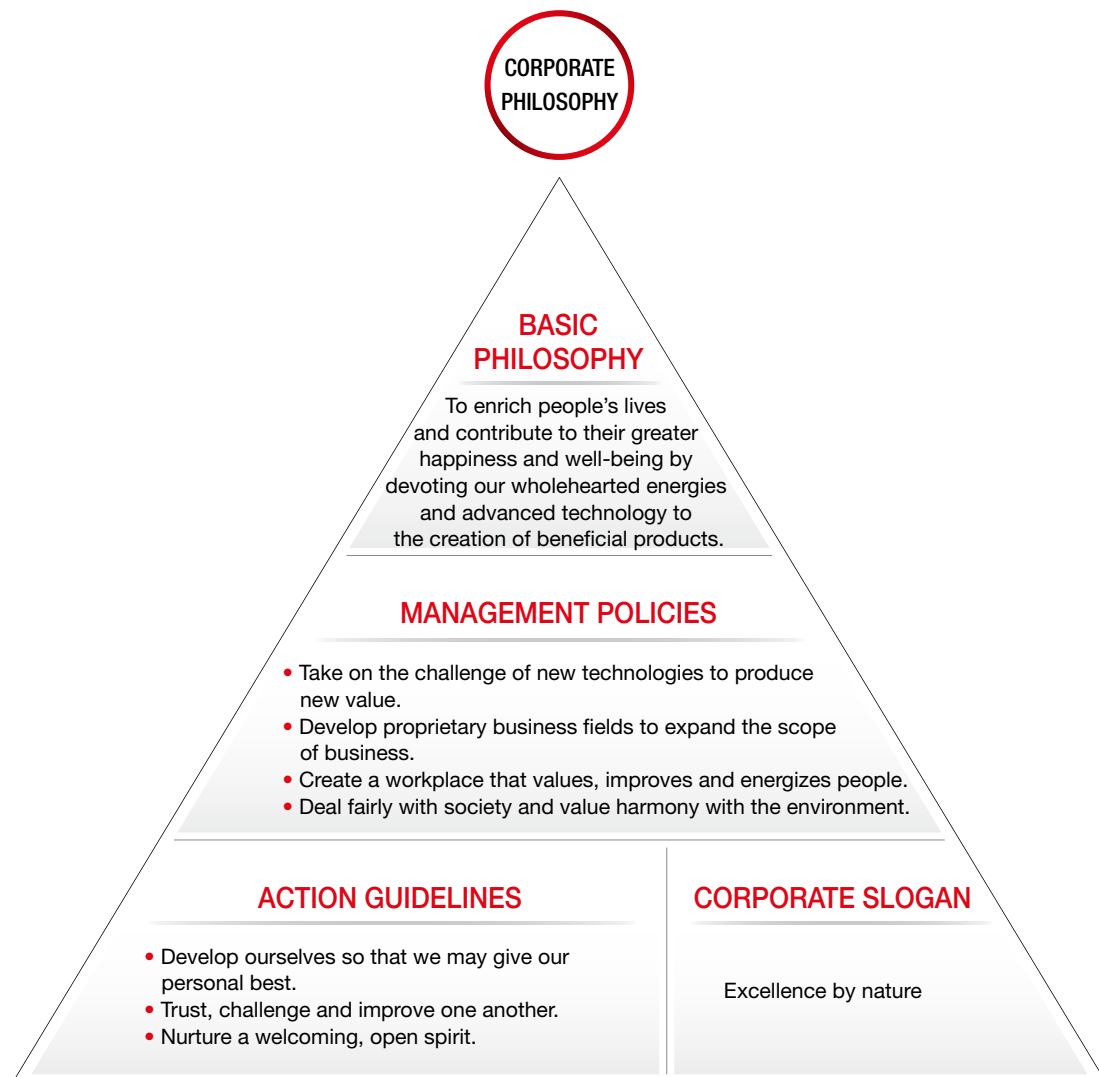 CORPORATE
PHILOSOPHY
BASIC
PHILOSOPHY
To enrich people’s lives
and contribute to their greater
happiness and well-being by
devoting our wholehearted energies
and advanced technology to
the creation of beneficial products.
MANAGEMENT POLICIES
• Take on the challenge of new technologies to produce
new value.
• Develop proprietary business fields to expand the scope
of business.
• Create a workplace that values, improves and energizes people.
• Deal fairly with society and value harmony with the environment.
ACTION GUIDELINES
• Develop ourselves so that we may give our
personal best.
• Trust, challenge and improve one another.
• Nurture a welcoming, open spirit.
CORPORATE SLOGAN
Excellence by nature